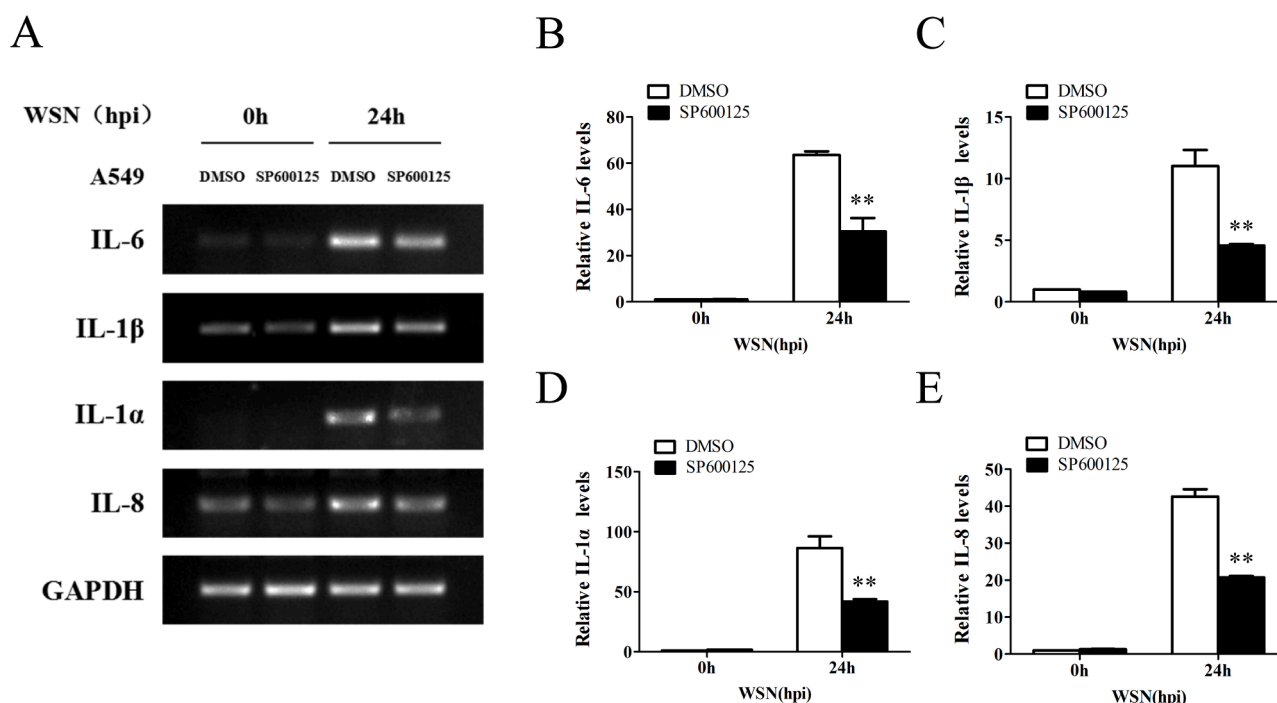 A
WSN（hpi） 0h 24h
A549 DMSO SP600125 DMSO SP600125
IL-6
IL-1β
IL-1α
IL-8
GAPDH
B
DMSO
SP600125
Relative IL-6 levels
80
60
40
20
0
**
0h 24h
WSN(hpi)
C
DMSO
SP600125
Relative IL-1β levels
15
10
5
0
**
0h 24h
WSN(hpi)
D
DMSO
SP600125
Relative IL-1α levels
150
100
50
0
**
0h 24h
WSN(hpi)
E
DMSO
SP600125
Relative IL-8 levels
50
40
30
20
10
0
**
0h 24h
WSN(hpi)